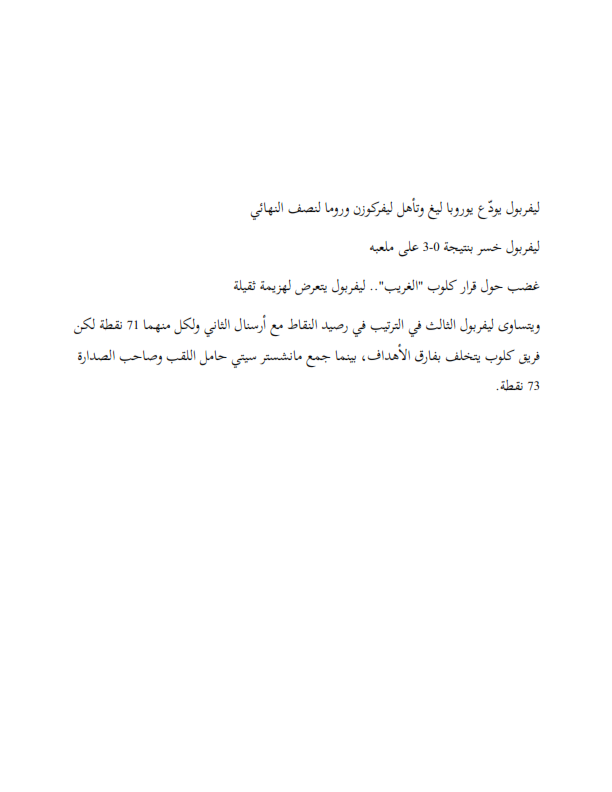 ليفربول يودّع يوروبا ليغ وتأهل ليفركوزن وروما لنصف النهائي
ليفربول خسر بنتيجة 0-3 على ملعبه
غضب حول قرار كلوب "الغريب".. ليفربول يتعرض لهزيمة ثقيلة
ويتساوى ليفربول الثالث في الترتيب في رصيد النقاط مع أرسنال الثاني ولكل منهما 71 نقطة لكن
فريق كلوب يتخلف بفارق الأهداف، بينما جمع مانشستر سيتي حامل اللقب وصاحب الصدارة
73 نقطة.